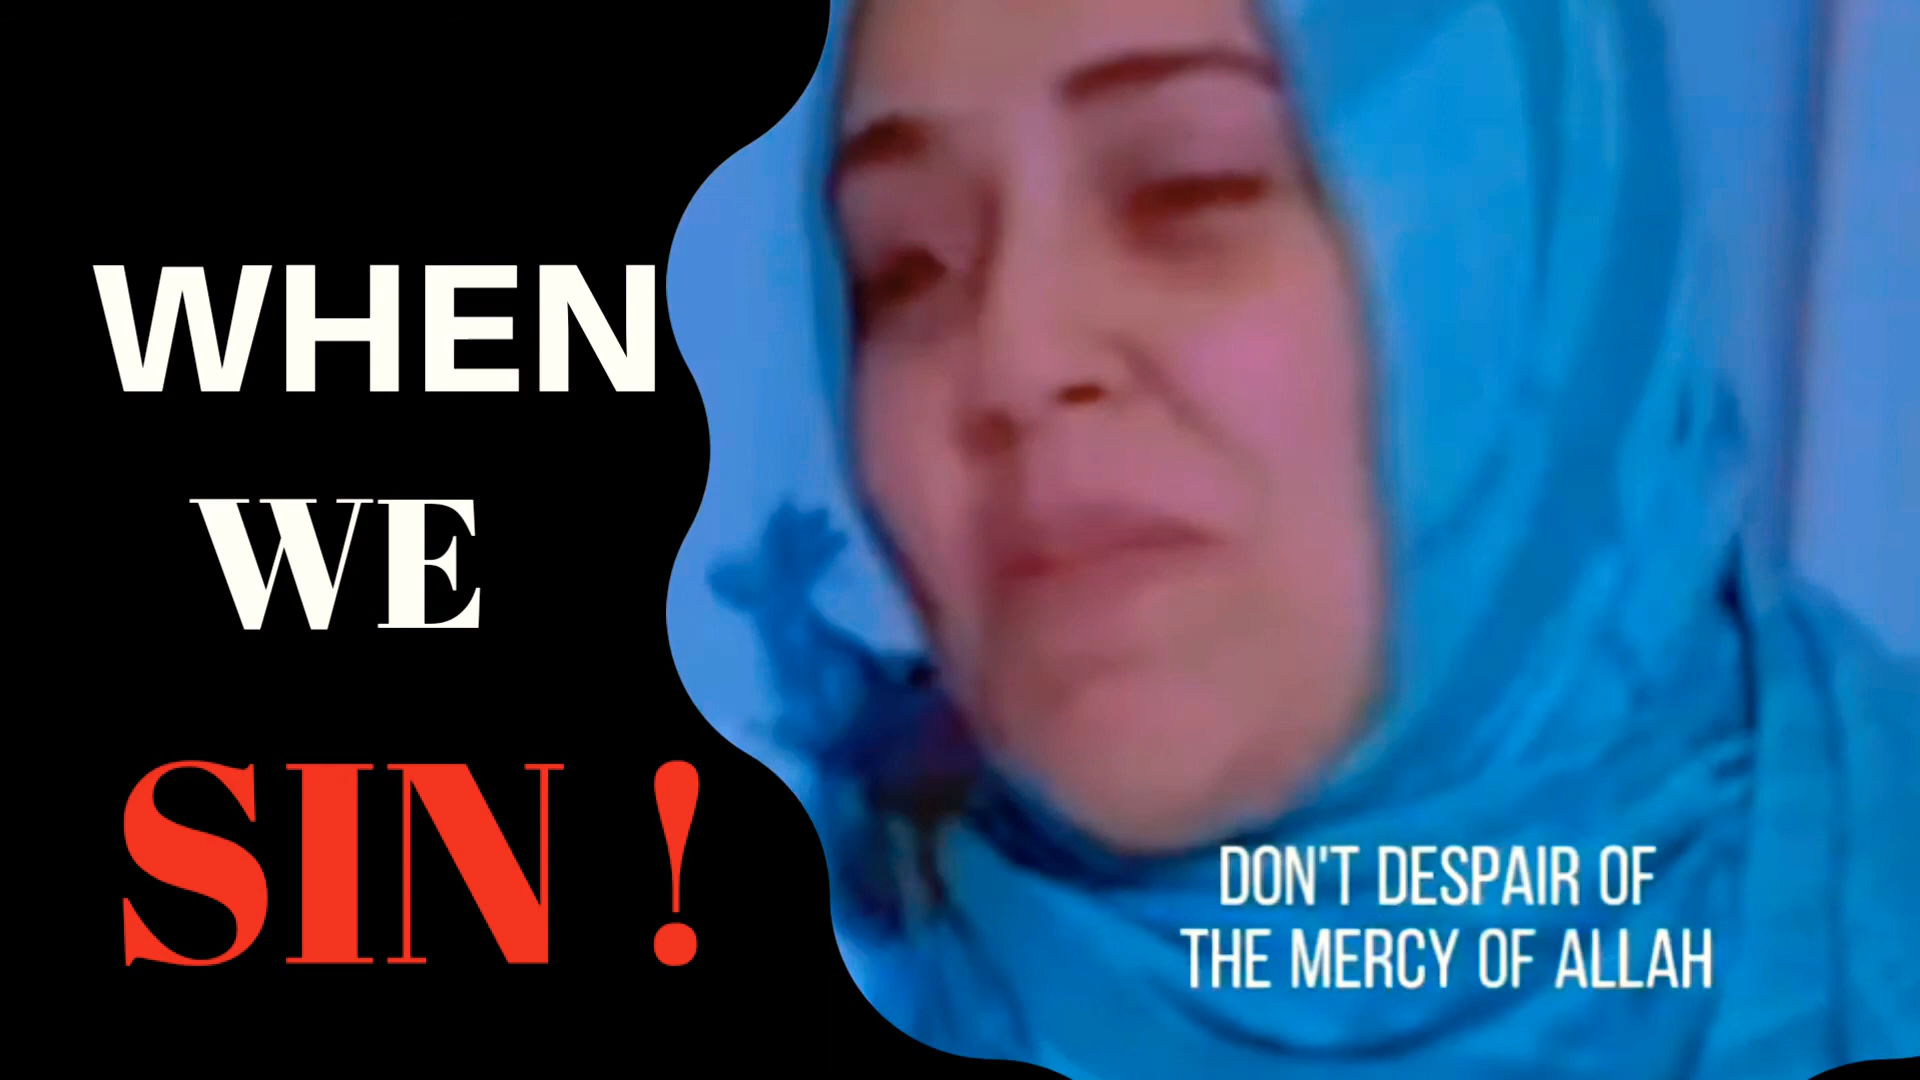 WHEN
WE
SIN !
DON'T DESPAIR OF
THE MERCY OF ALLAH